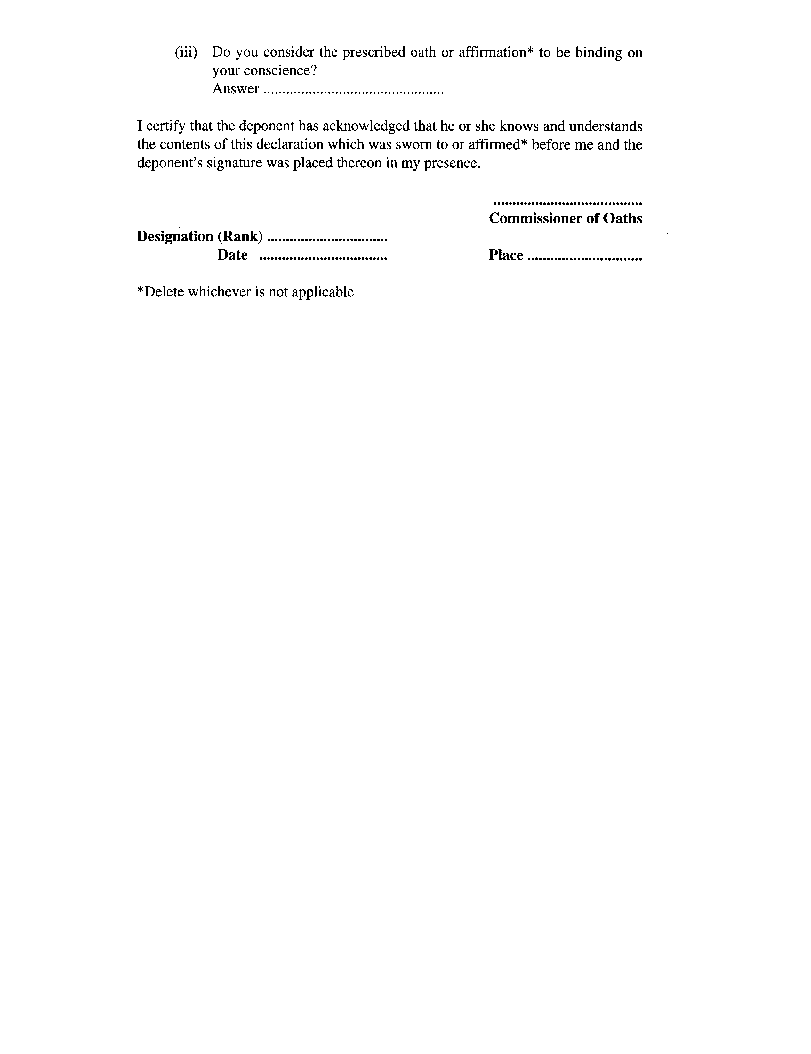 (iii) Do you consider the prescribed oath or affirmation* to be binding on
your conscience?
Answer ................................................
I certify that the deponent has acknowledged that he or she knows and understands
the contents of this declaration which was sworn to or affirmed* before me and the
deponent's signature was placed thereon in my presence.
.......................................
Commissioner of Oaths
Designation (Rank) ................................
Date .................................. Place ..............................
*Delete whichever is not applicable